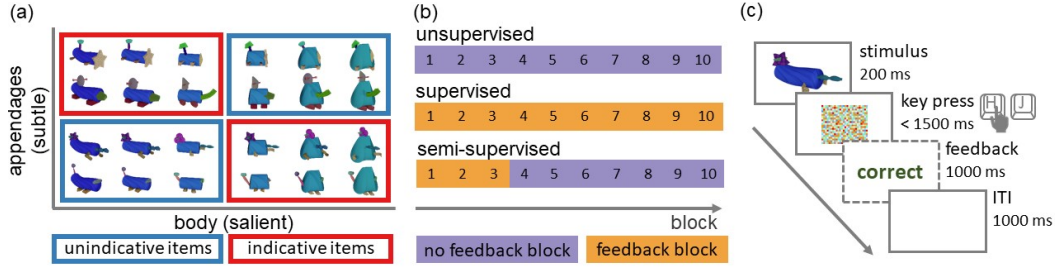 (a)
appendages
(subtle)
body (salient)
unindicative items
indicative items
(b)
unsupervised
1 2 3 4 5 6 7 8 9 10
supervised
1 2 3 4 5 6 7 8 9 10
semi-supervised
1 2 3 4 5 6 7 8 9 10
block
no feedback block
feedback block
(c)
stimulus
200 ms
key press
< 1500 ms
H J
feedback
1000 ms
correct
ITI
1000 ms